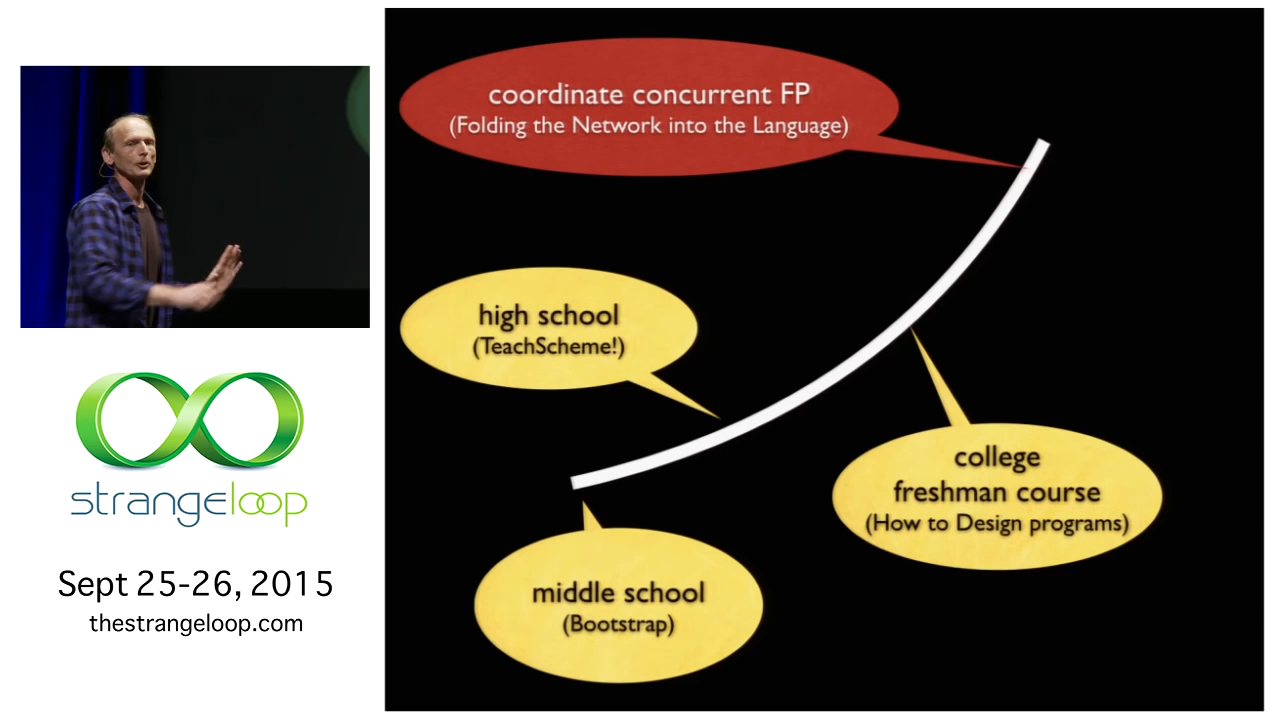 coordinate concurrent FP
(Folding the Network into the Language)
high school
(TeachScheme!)
college
freshman course
(How to Design programs)
middle school
(Bootstrap)
strangeloop
Sept 25-26, 2015
thestrangeloop.com